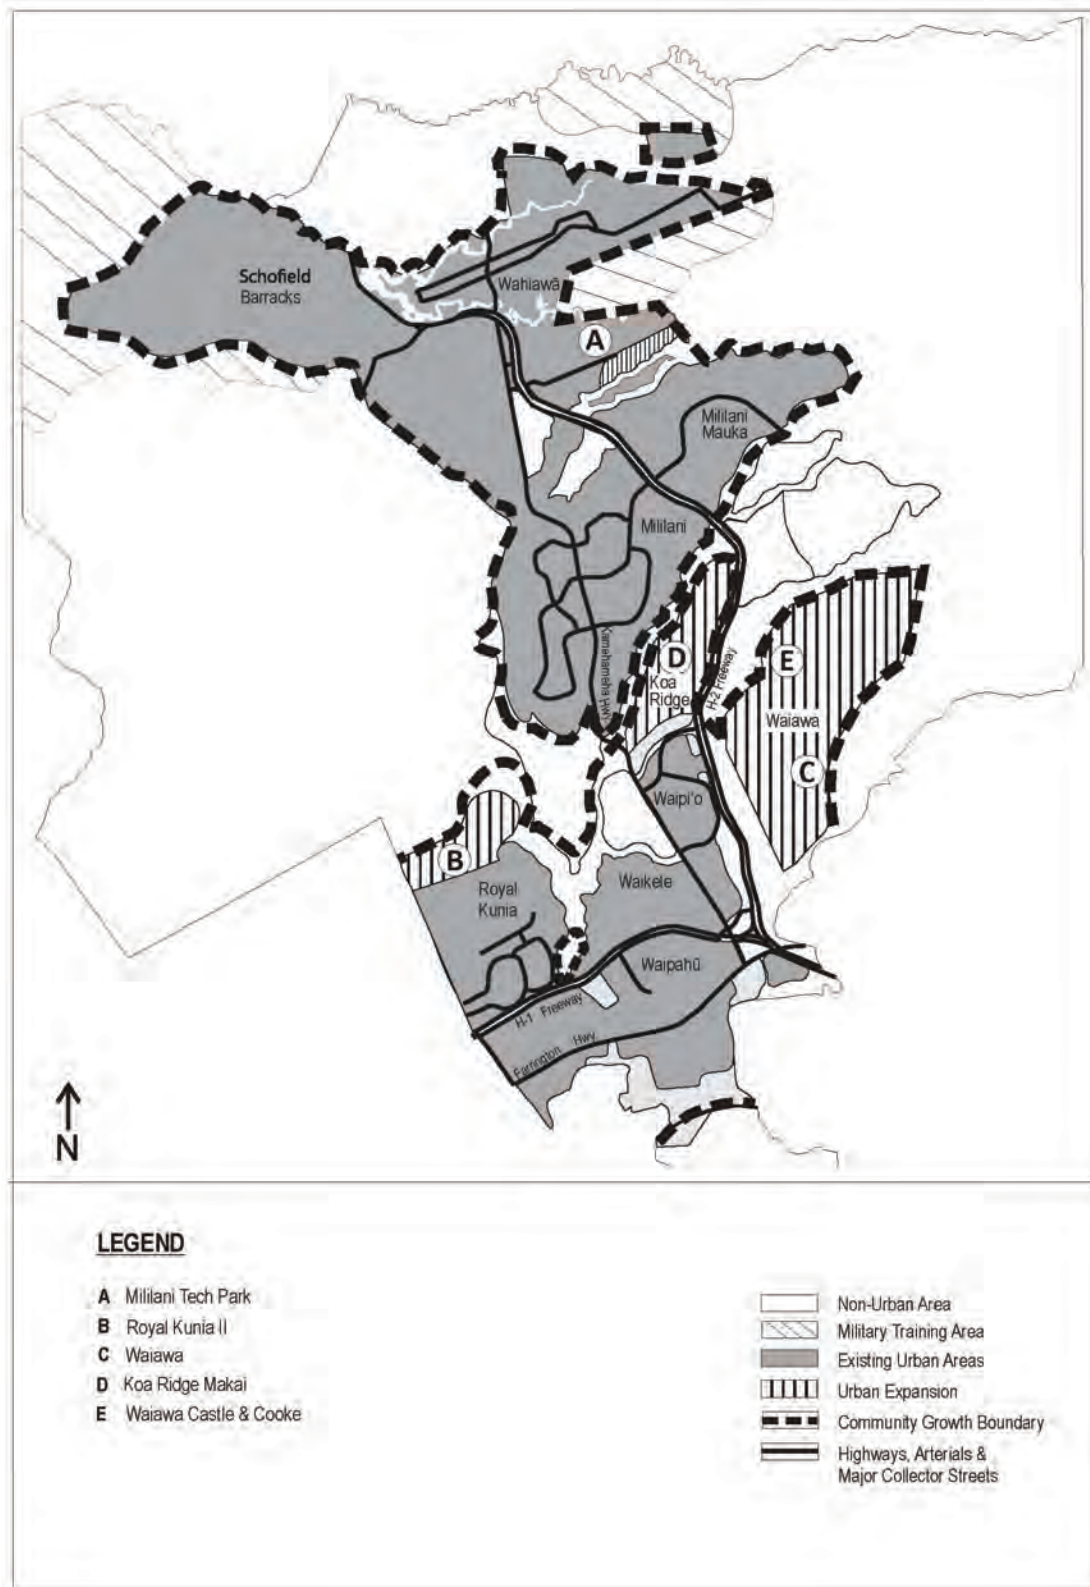 Schofield
Barracks
Wahiawā
A
Mililani
Mauka
Mililani
Kamehameha Hwy
D
Koa
Ridge
H-2 Freeway
E
Waiawa
C
Waipi'o
B
Royal
Kunia
Waikele
Waipahū
H-1 Freeway
Farrington Hwy
N
LEGEND
A Mililani Tech Park
B Royal Kunia II
C Waiawa
D Koa Ridge Makai
E Waiawa Castle & Cooke
Non-Urban Area
Military Training Area
Existing Urban Areas
Urban Expansion
Community Growth Boundary
Highways, Arterials &
Major Collector Streets